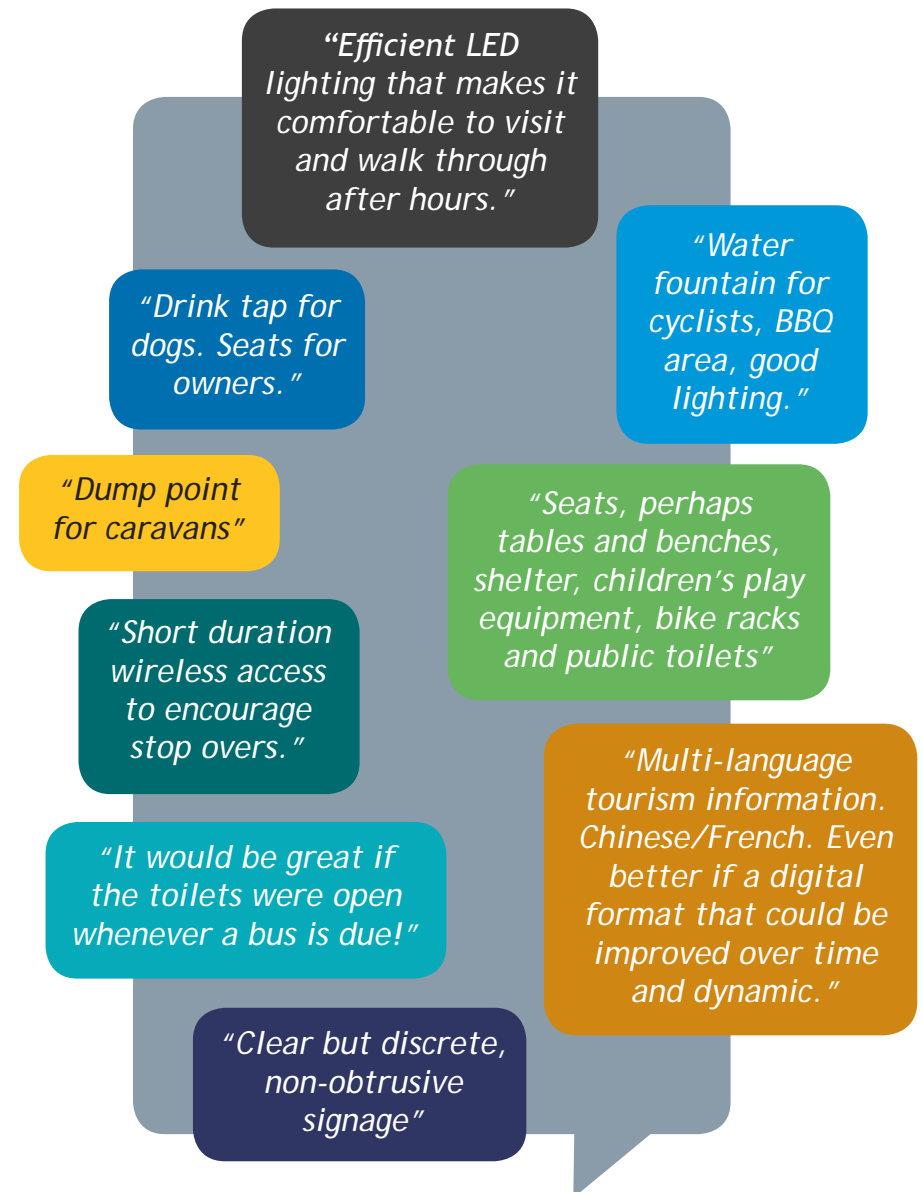 “Efficient LED
lighting that makes it
comfortable to visit
and walk through
after hours.”
“Water
fountain for
cyclists, BBQ
area, good
lighting.”
“Drink tap for
dogs. Seats for
owners.”
“Dump point
for caravans”
“Seats, perhaps
tables and benches,
shelter, children's play
equipment, bike racks
and public toilets”
“Short duration
wireless access
to encourage
stop overs.”
“Multi-language
tourism information.
Chinese/French. Even
better if a digital
format that could be
improved over time
and dynamic.”
“It would be great if
the toilets were open
whenever a bus is due!”
“Clear but discrete,
non-obtrusive
signage”